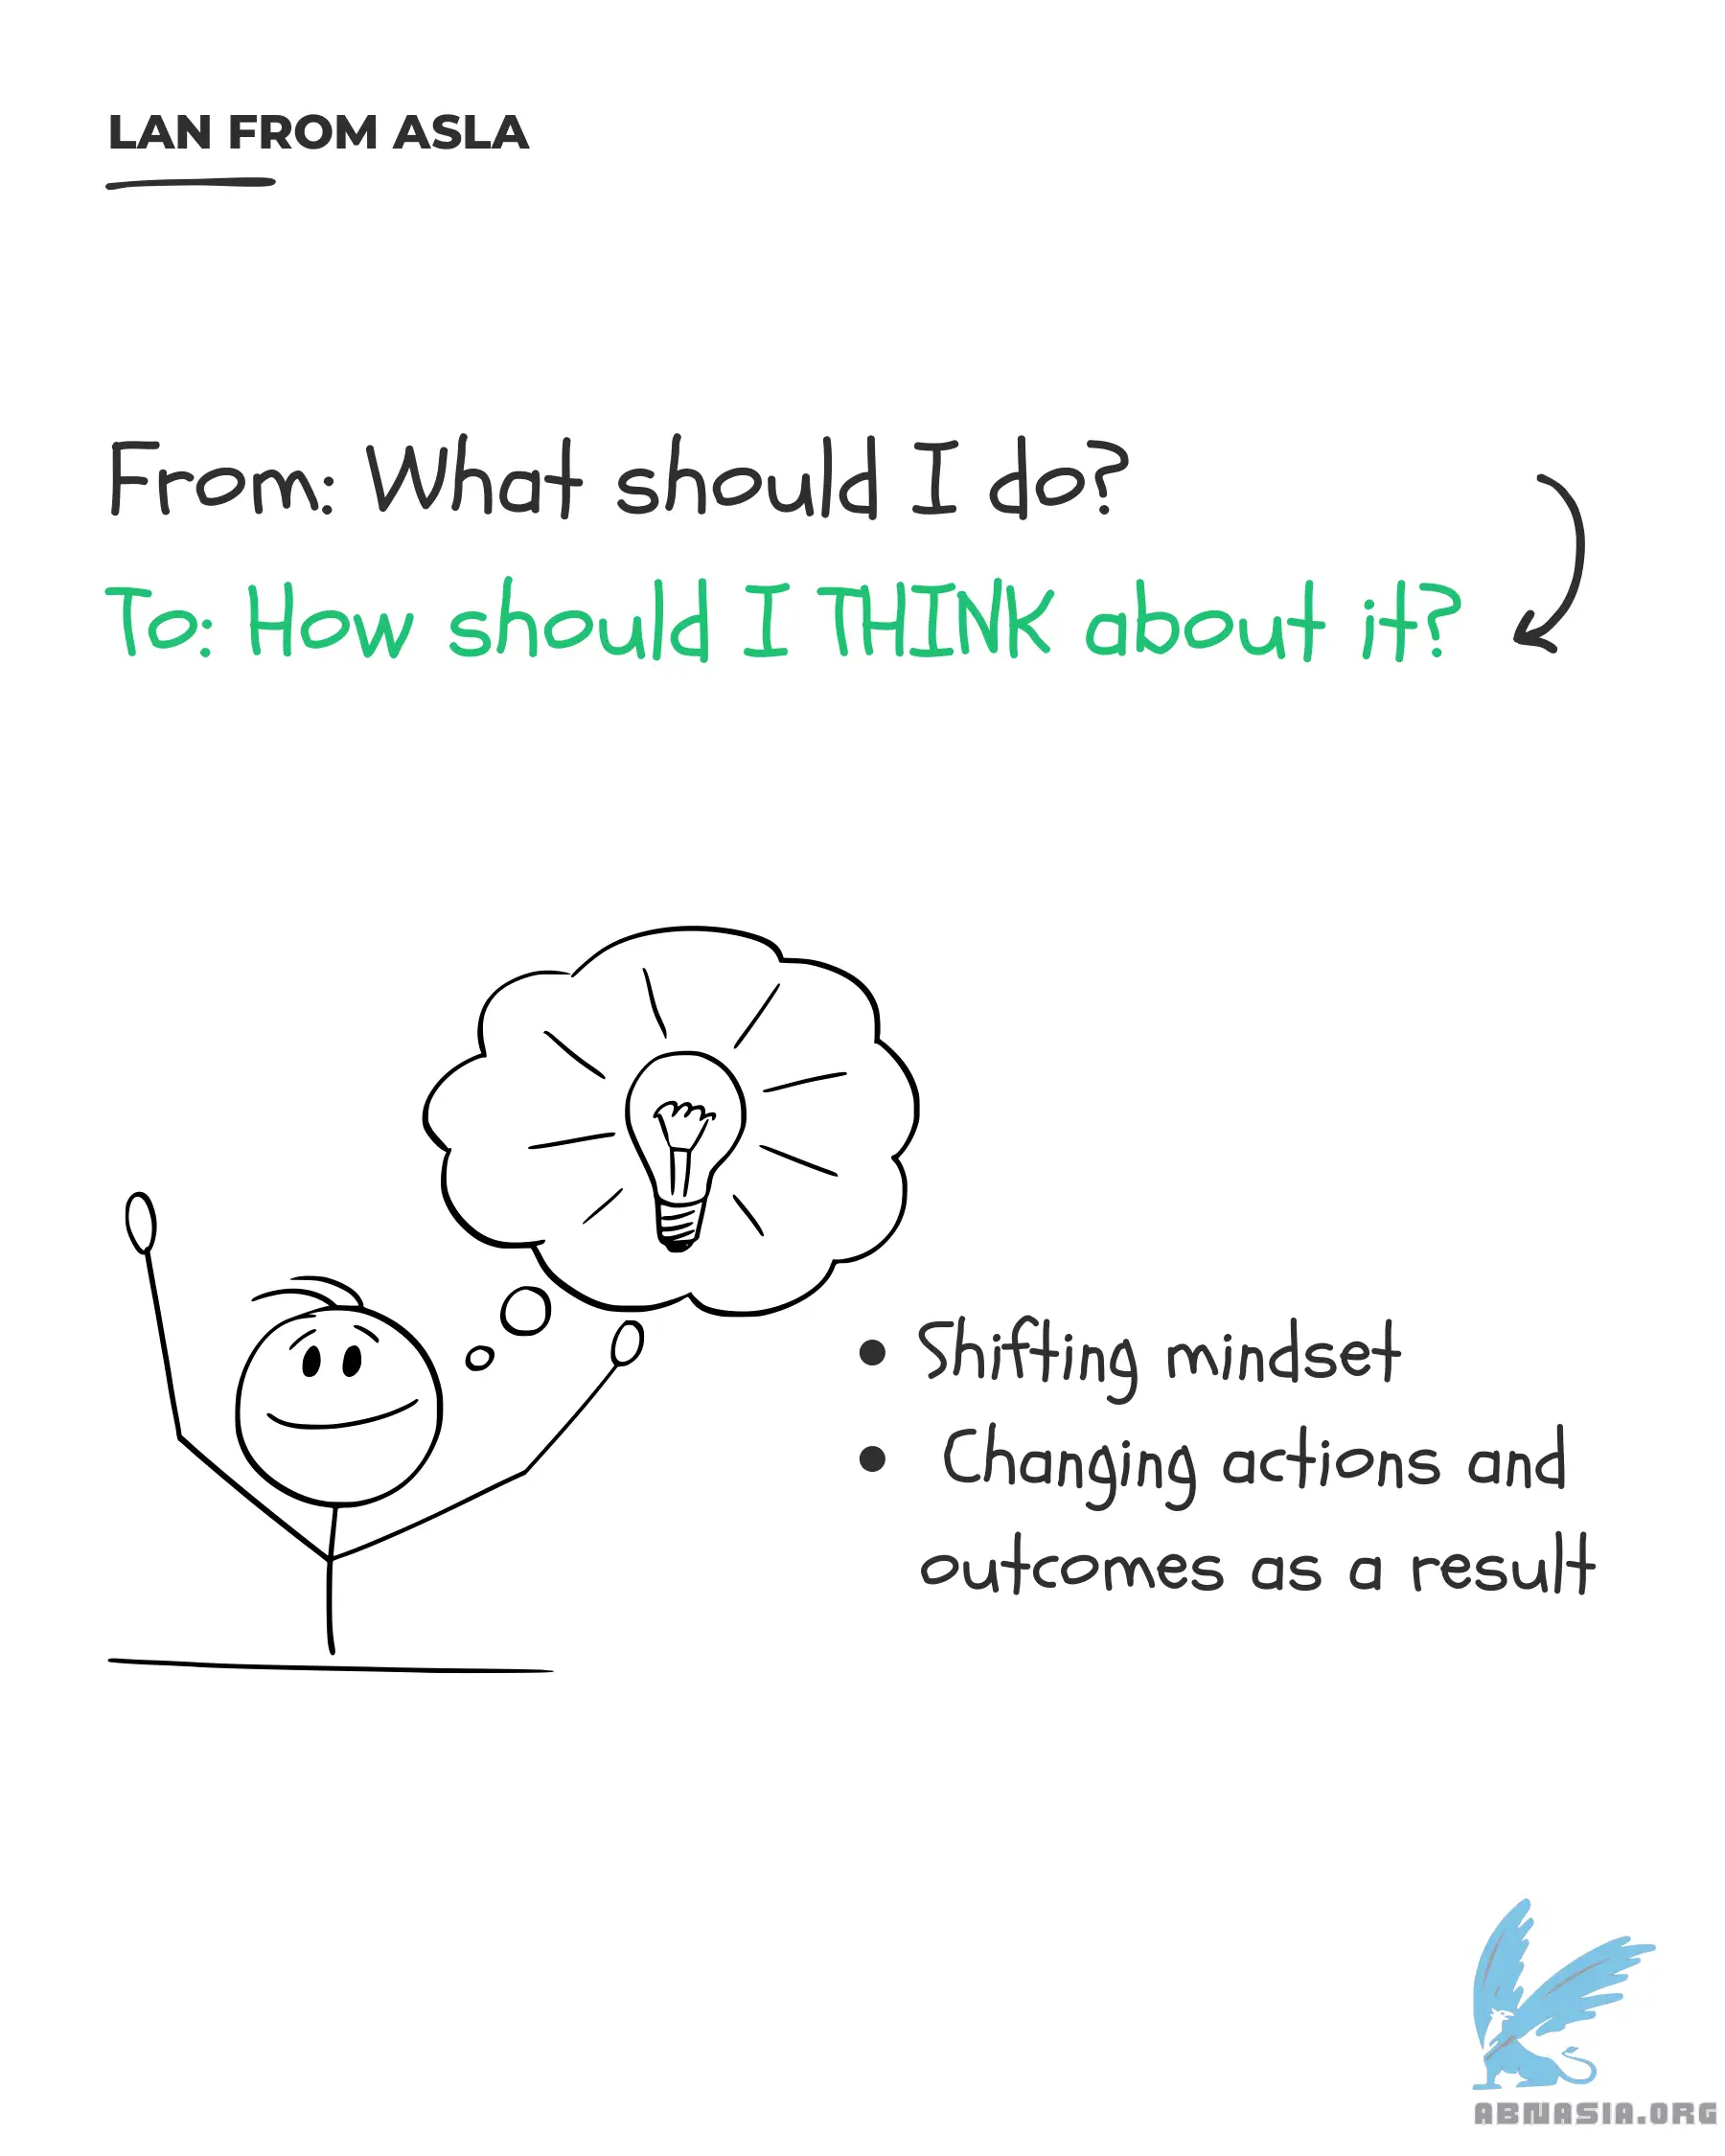 LAN FROM ASLA
From: What should I do?
To: How should I THINK about it?
• Shifting mindset
• Changing actions and
outcomes as a result
ABNASIA.ORG